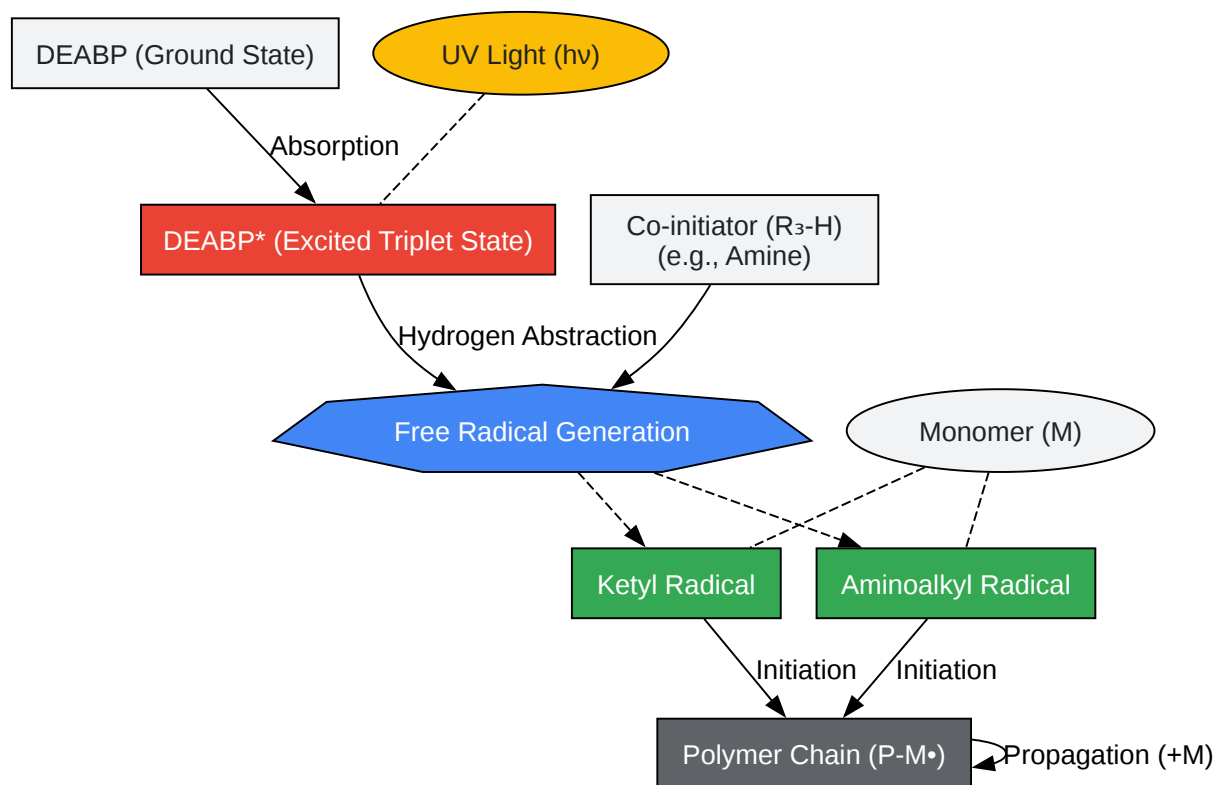 DEABP (Ground State)
UV Light (hν)
Absorption
DEABP* (Excited Triplet State)
Co-initiator (R₃-H)
(e.g., Amine)
Hydrogen Abstraction
Free Radical Generation
Monomer (M)
Ketyl Radical
Aminoalkyl Radical
Initiation
Initiation
Polymer Chain (P-M•)
Propagation (+M)